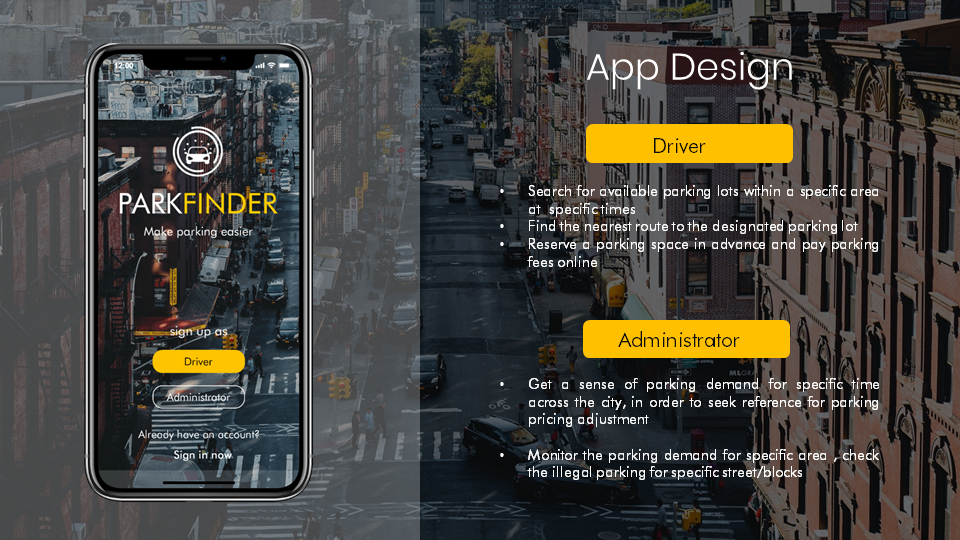 12:00
PARKFINDER
Make parking easier
sign up as
Driver
Administrator
Already have an account?
Sign in now
App Design
Driver
• Search for available parking lots within a specific area
at specific times
• Find the nearest route to the designated parking lot
• Reserve a parking space in advance and pay parking
fees online
Administrator
• Get a sense of parking demand for specific time
across the city, in order to seek reference for parking
pricing adjustment
• Monitor the parking demand for specific area , check
the illegal parking for specific street/blocks